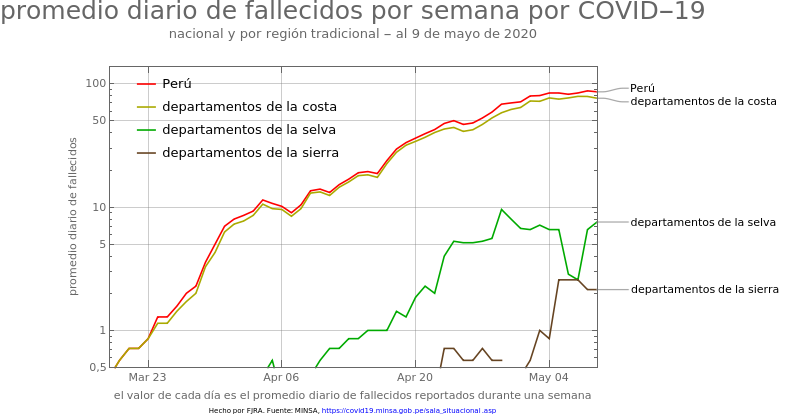 promedio diario de fallecidos por semana por COVID−19
nacional y por región tradicional − al 9 de mayo de 2020
promedio diario de fallecidos
100
50
10
5
1
0,5
Perú
departamentos de la costa
departamentos de la selva
departamentos de la sierra
Perú
departamentos de la costa
departamentos de la selva
departamentos de la sierra
Mar 23
Apr 06
Apr 20
May 04
el valor de cada día es el promedio diario de fallecidos reportados durante una semana
Hecho por FJRA. Fuente: MINSA, https://covid19.minsa.gob.pe/sala_situacional.asp